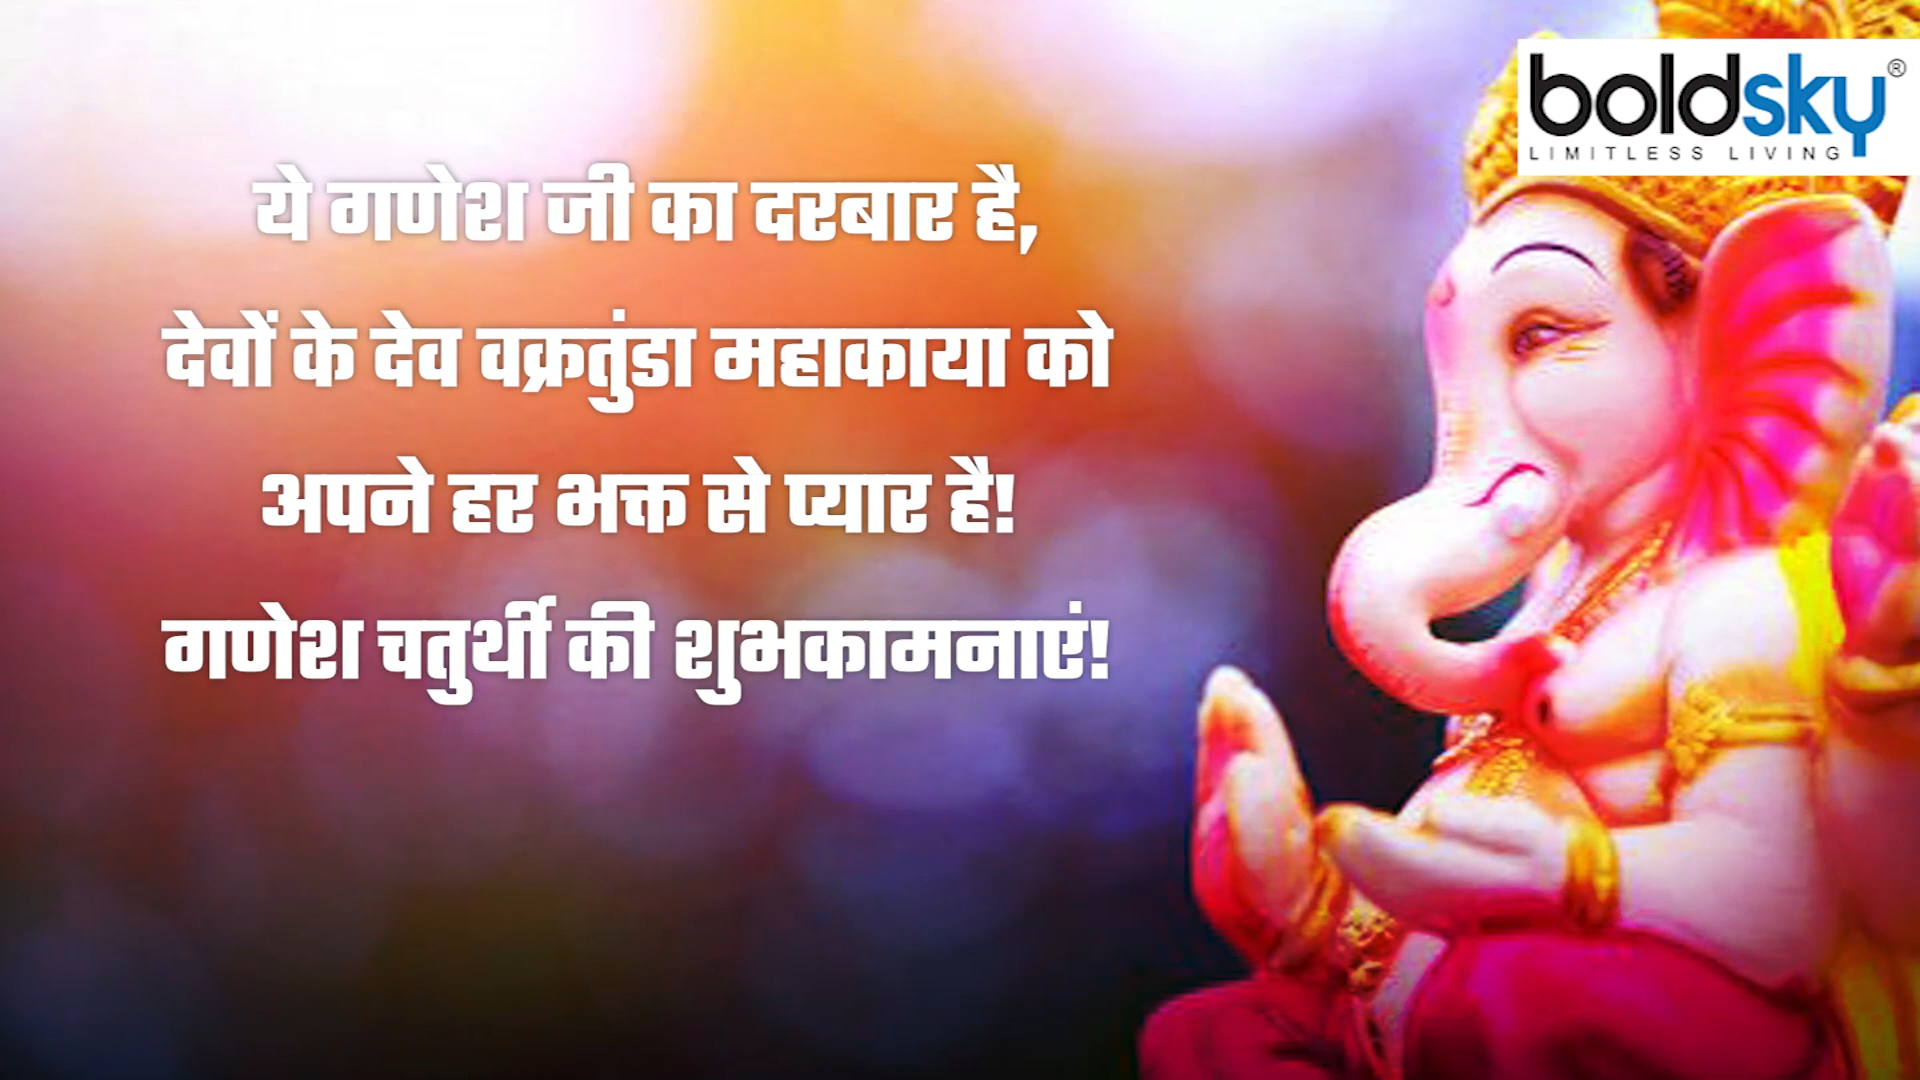 boldsky®
LIMITLESS LIVING
ये गणेश जी का दरबार है,
देवों के देव वक्रतुंडा महाकाया को
अपने हर भक्त से प्यार है!
गणेश चतुर्थी की शुभकामनाएं!